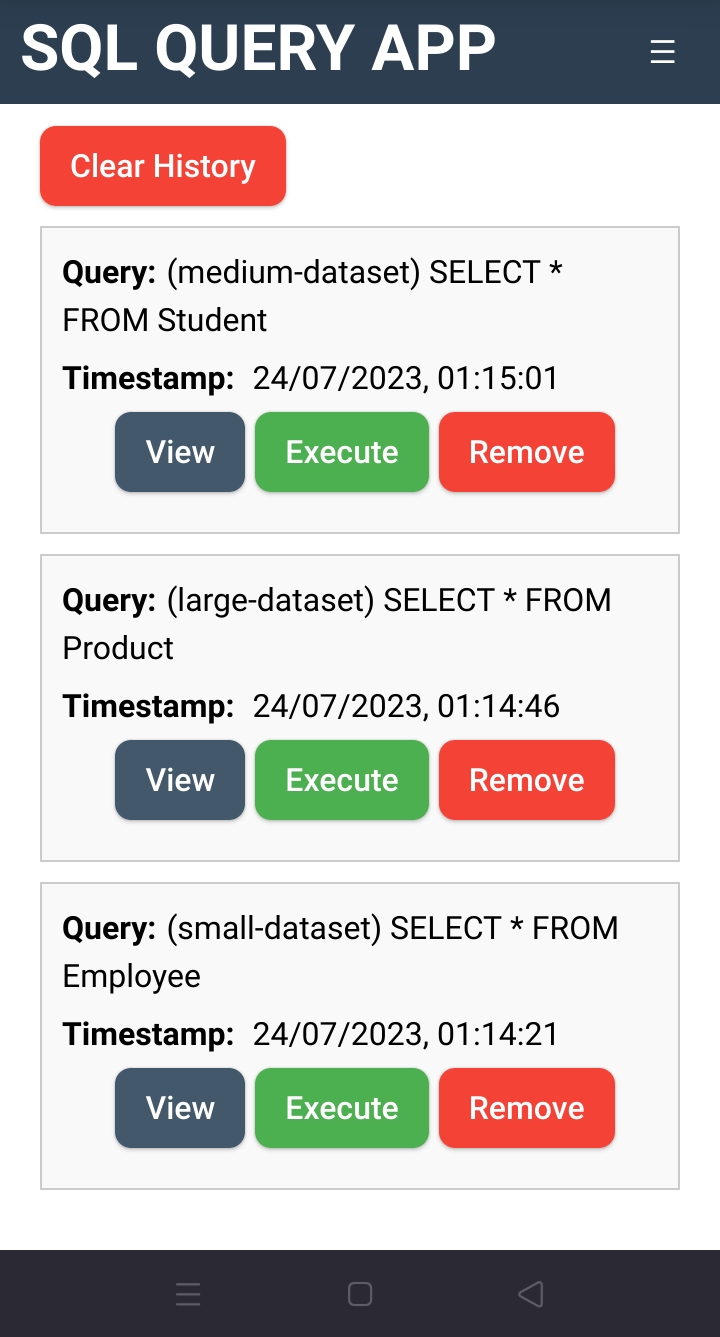 SQL QUERY APP
Clear History
Query: (medium-dataset) SELECT *
FROM Student
Timestamp: 24/07/2023, 01:15:01
View Execute Remove
Query: (large-dataset) SELECT * FROM
Product
Timestamp: 24/07/2023, 01:14:46
View Execute Remove
Query: (small-dataset) SELECT * FROM
Employee
Timestamp: 24/07/2023, 01:14:21
View Execute Remove